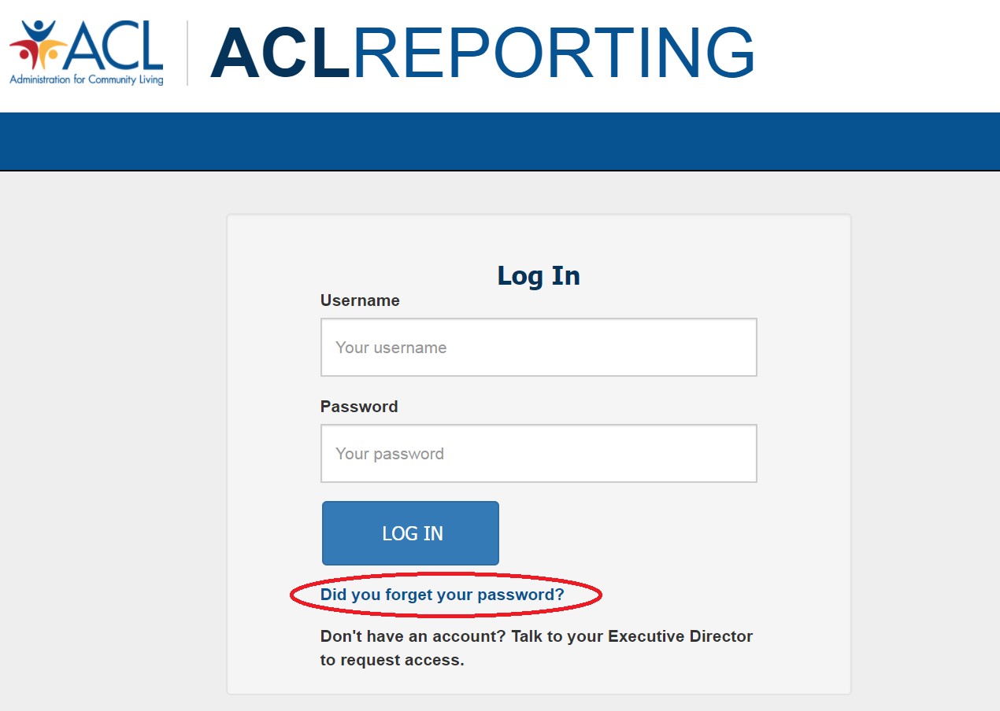 ACL
Administration for Community Living
ACLREPORTING
Log In
Username
Your username
Password
Your password
LOG IN
Did you forget your password?
Don't have an account? Talk to your Executive Director
to request access.